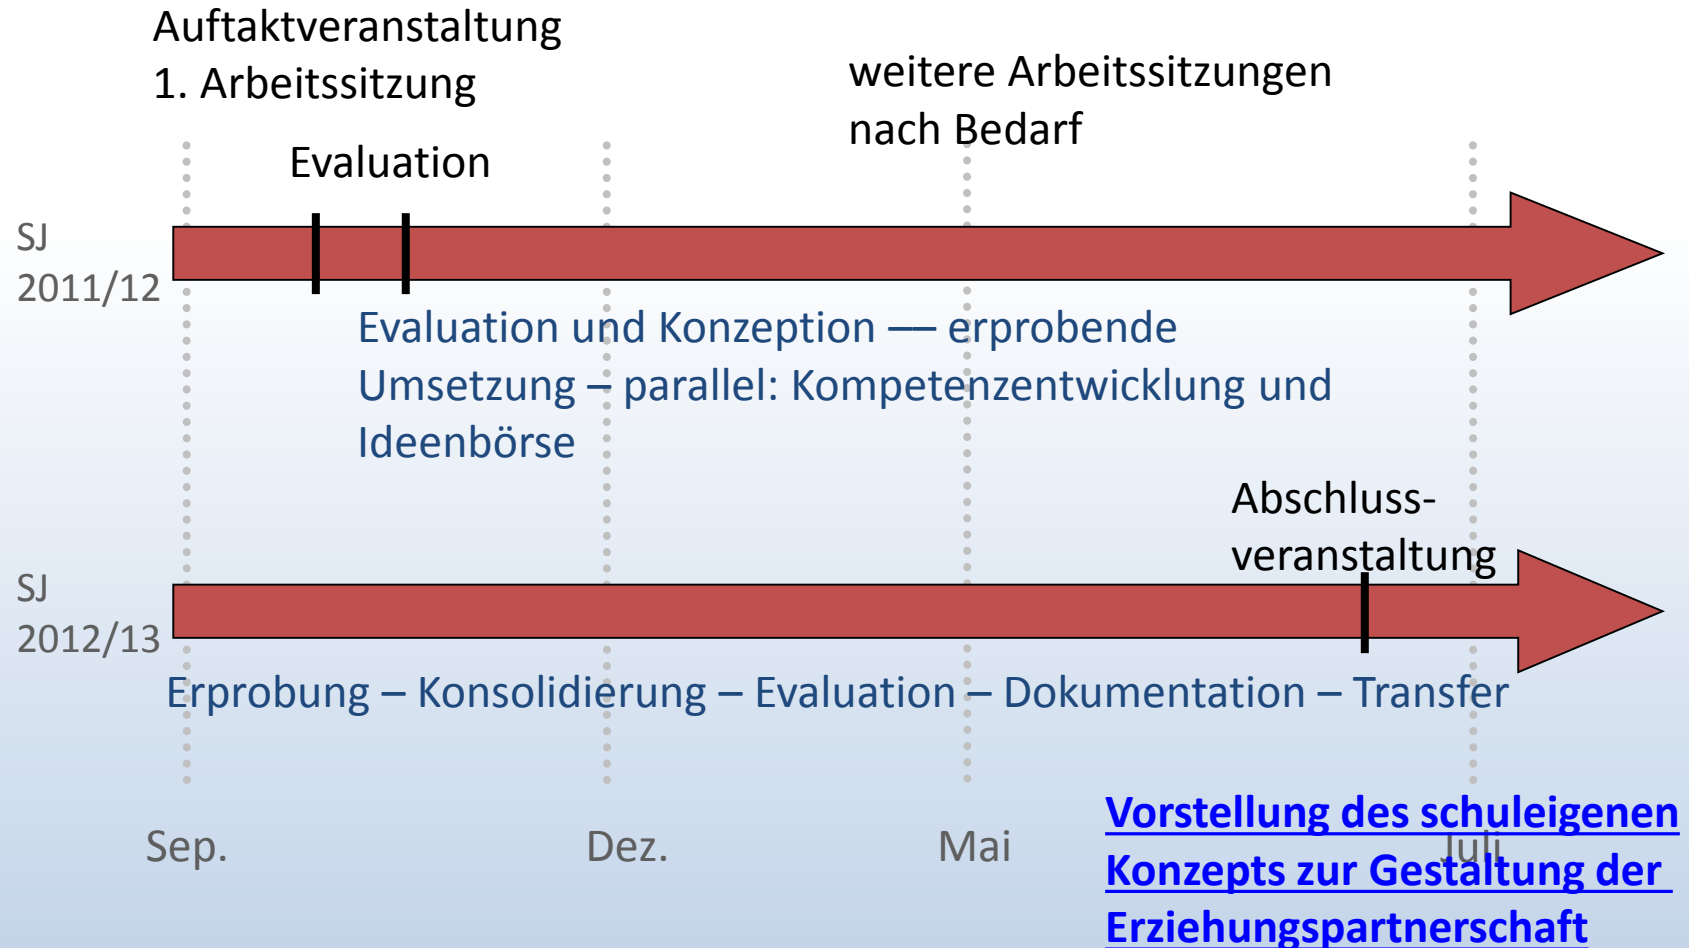 Auftaktveranstaltung
1. Arbeitssitzung
weitere Arbeitssitzungen
nach Bedarf
Evaluation
SJ
2011/12
Evaluation und Konzeption –– erprobende
Umsetzung – parallel: Kompetenzentwicklung und
Ideenbörse
Abschluss-
veranstaltung
SJ
2012/13
Erprobung – Konsolidierung – Evaluation – Dokumentation – Transfer
Sep.
Dez.
Mai
Juli
Vorstellung des schuleigenen
Konzepts zur Gestaltung der
Erziehungspartnerschaft